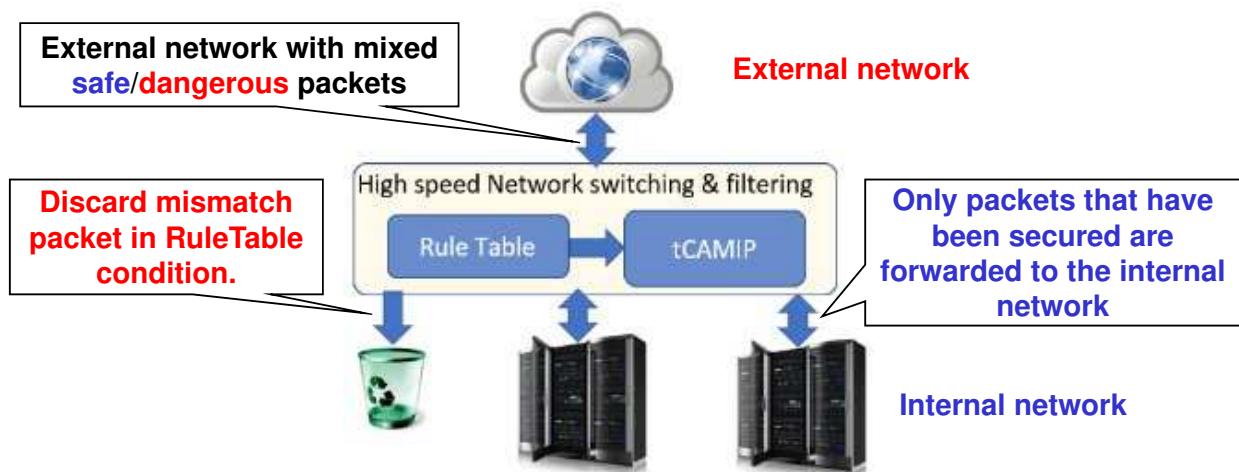 External network with mixed
safe/dangerous packets
External network
High speed Network switching & filtering
Rule Table
tCAMIP
Discard mismatch
packet in RuleTable
condition.
Only packets that have
been secured are
forwarded to the internal
network
Internal network